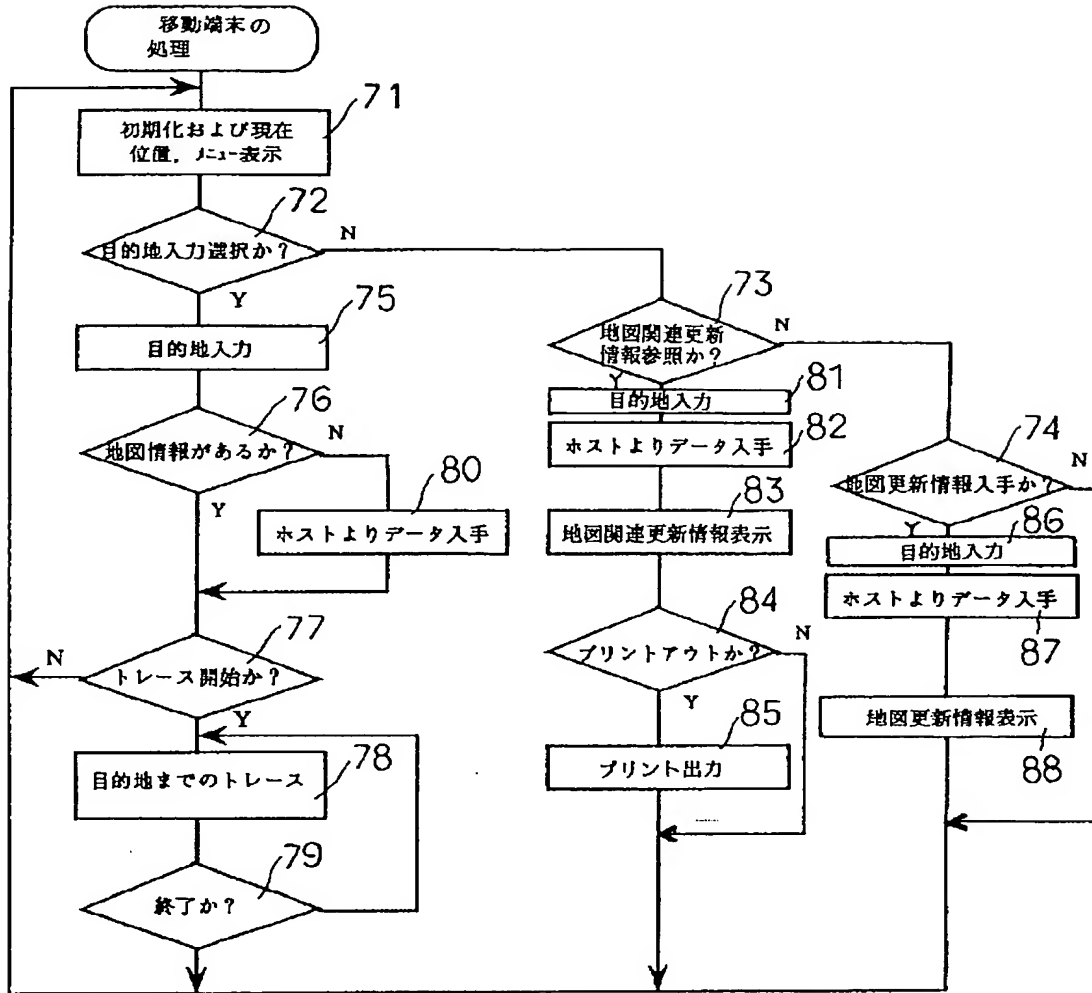 移動端末の
処理
71
初期化および現在
位置，メニュー表示
72
目的地入力選択か？
N
Y
75
目的地入力
76
地図情報があるか？
N
Y
80
ホストよりデータ入手
77
トレース開始か？
N
Y
目的地までのトレース
78
79
終了か？
73
地図関連更新
情報参照か？
N
Y
81
目的地入力
82
ホストよりデータ入手
83
地図関連更新情報表示
84
プリントアウトか？
N
Y
85
プリント出力
74
地図更新情報入手か？
N
Y
86
目的地入力
ホストよりデータ入手
87
地図更新情報表示
88